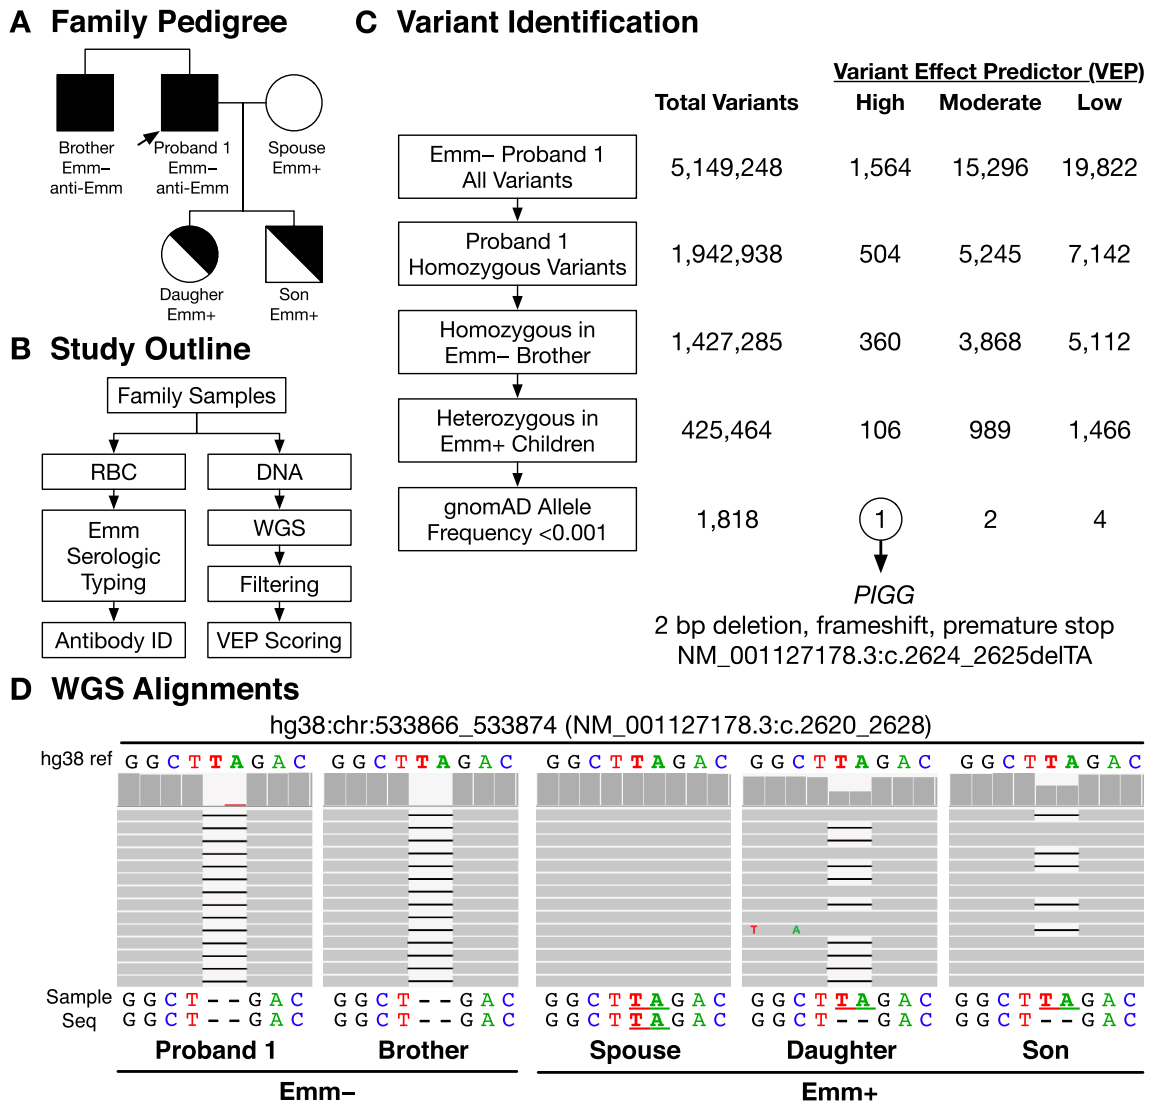 A Family Pedigree
Brother
Emm–
anti-Emm
Proband 1
Emm–
anti-Emm
Spouse
Emm+
Daugher
Emm+
Son
Emm+
B Study Outline
Family Samples
RBC
DNA
Emm
Serologic
Typing
WGS
Filtering
Antibody ID
VEP Scoring
C Variant Identification
Variant Effect Predictor (VEP)
Total Variants High Moderate Low
Emm– Proband 1
All Variants
5,149,248 1,564 15,296 19,822
Proband 1
Homozygous Variants
1,942,938 504 5,245 7,142
Homozygous in
Emm– Brother
1,427,285 360 3,868 5,112
Heterozygous in
Emm+ Children
425,464 106 989 1,466
gnomAD Allele
Frequency <0.001
1,818 1 2 4
PIGG
2 bp deletion, frameshift, premature stop
NM_001127178.3:c.2624_2625delTA
D WGS Alignments
hg38:chr:533866_533874 (NM_001127178.3:c.2620_2628)
hg38 ref G G C T T A G A C G G C T T A G A C G G C T T A G A C G G C T T A G A C G G C T T A G A C
T A
Sample
Seq
G G C T – – G A C G G C T – – G A C G G C T T A G A C G G C T T A G A C G G C T T A G A C
G G C T – – G A C G G C T – – G A C G G C T T A G A C G G C T – – G A C G G C T – – G A C
Proband 1 Brother Spouse Daughter Son
Emm– Emm+